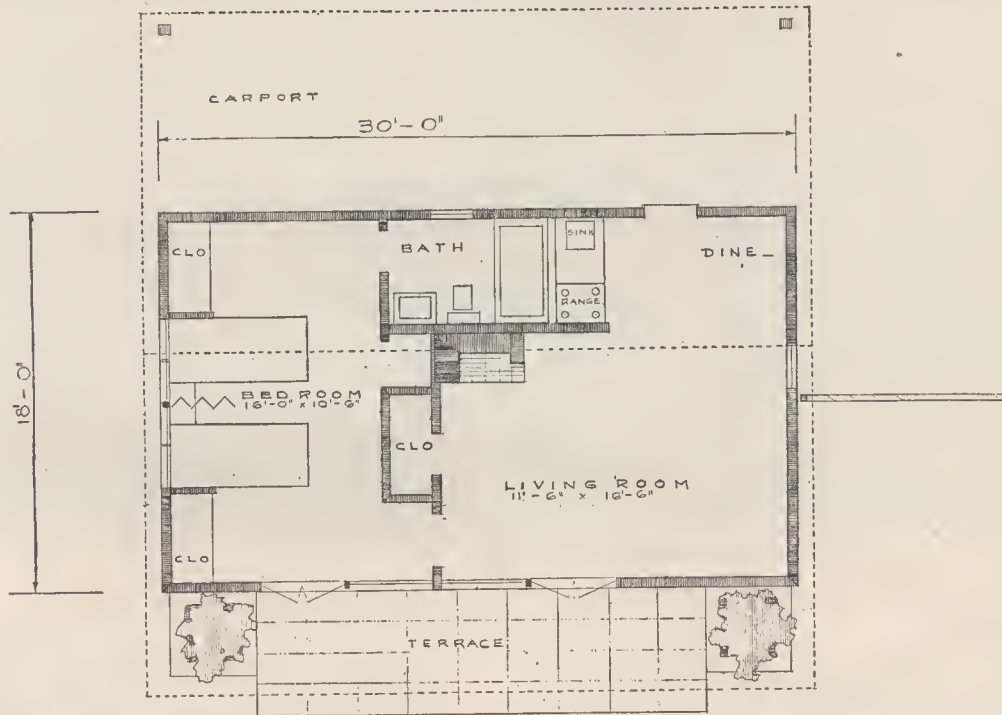 CARPORT
30'-0"
CLO
BATH
SINK
DINE
RANGE
18'-0"
BED ROOM
16'-0" x 10'-6"
CLO
LIVING ROOM
11'-6" x 16'-6"
CLO
TERRACE